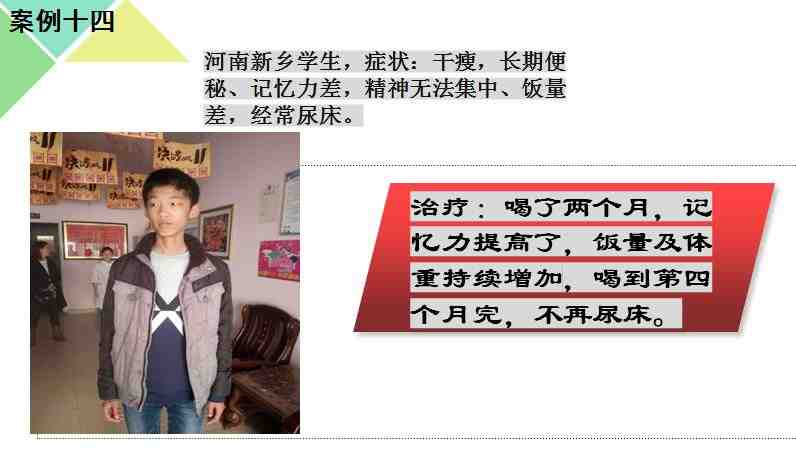 案例十四
河南新乡学生，症状：干瘦，长期便
秘、记忆力差，精神无法集中、饭量
差，经常尿床。
治疗：喝了两个月，记
忆力提高了，饭量及体
重持续增加，喝到第四
个月完，不再尿床。